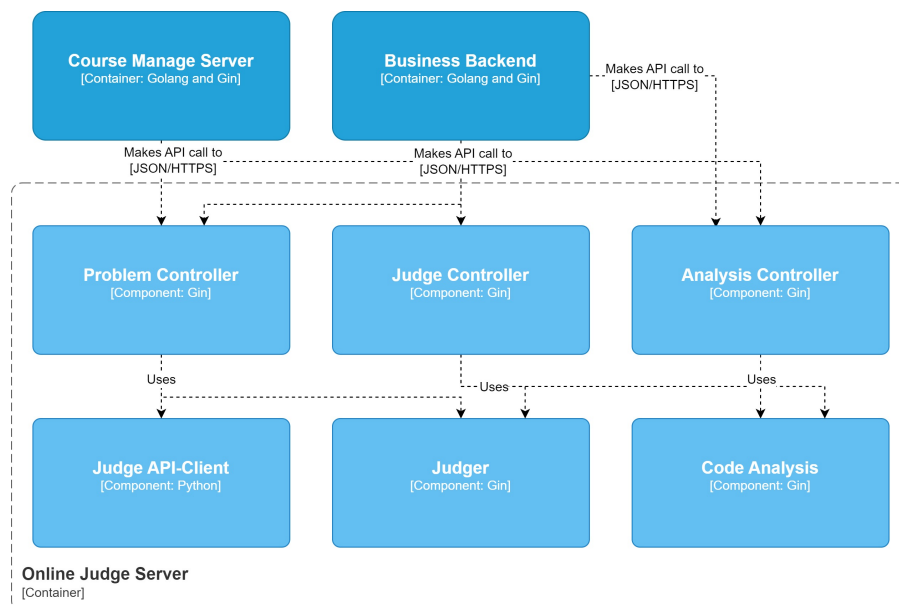 Course Manage Server
[Container: Golang and Gin]
Business Backend
[Container: Golang and Gin]
Makes API call to
[JSON/HTTPS]
Makes API call to
[JSON/HTTPS]
Makes API call to
[JSON/HTTPS]
Problem Controller
[Component: Gin]
Judge Controller
[Component: Gin]
Analysis Controller
[Component: Gin]
Uses
Uses
Uses
Judge API-Client
[Component: Python]
Judger
[Component: Gin]
Code Analysis
[Component: Gin]
Online Judge Server
[Container]